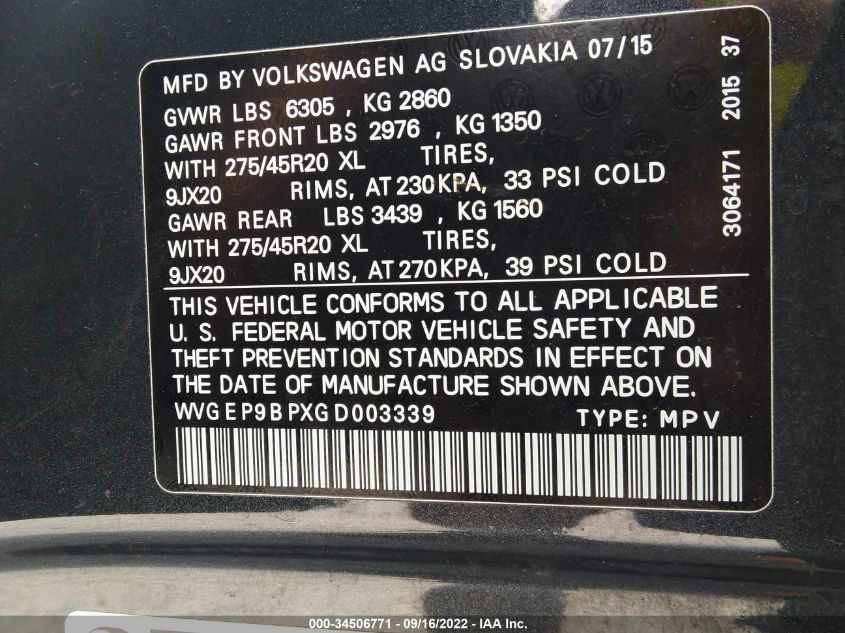 MFD BY VOLKSWAGEN AG SLOVAKIA 07/15
GVWR LBS 6305 , KG 2860
GAWR FRONT LBS 2976 , KG 1350
WITH 275/45R20 XL TIRES,
9JX20 RIMS, AT 230KPA, 33 PSI COLD
GAWR REAR LBS 3439 , KG 1560
WITH 275/45R20 XL TIRES,
9JX20 RIMS, AT 270KPA, 39 PSI COLD
THIS VEHICLE CONFORMS TO ALL APPLICABLE
U. S. FEDERAL MOTOR VEHICLE SAFETY AND
THEFT PREVENTION STANDARDS IN EFFECT ON
THE DATE OF MANUFACTURE SHOWN ABOVE.
WVGEP9BPXGD003339 TYPE: MPV
3064171 2015 37
000-34506771 - 09/16/2022 - IAA Inc.